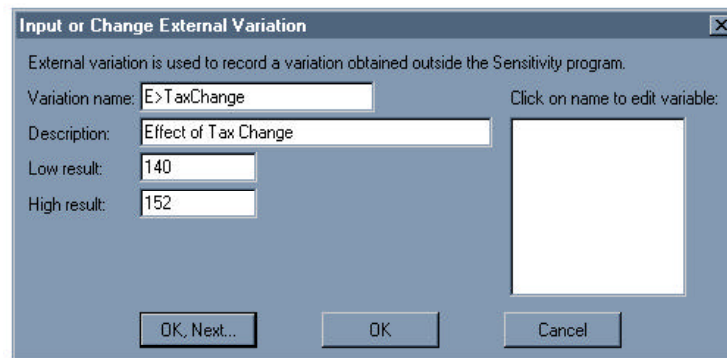 Input or Change External Variation
External variation is used to record a variation obtained outside the Sensitivity program.
Variation name: E>TaxChange
Click on name to edit variable:
Description: Effect of Tax Change
Low result: 140
High result: 152
OK, Next... OK Cancel